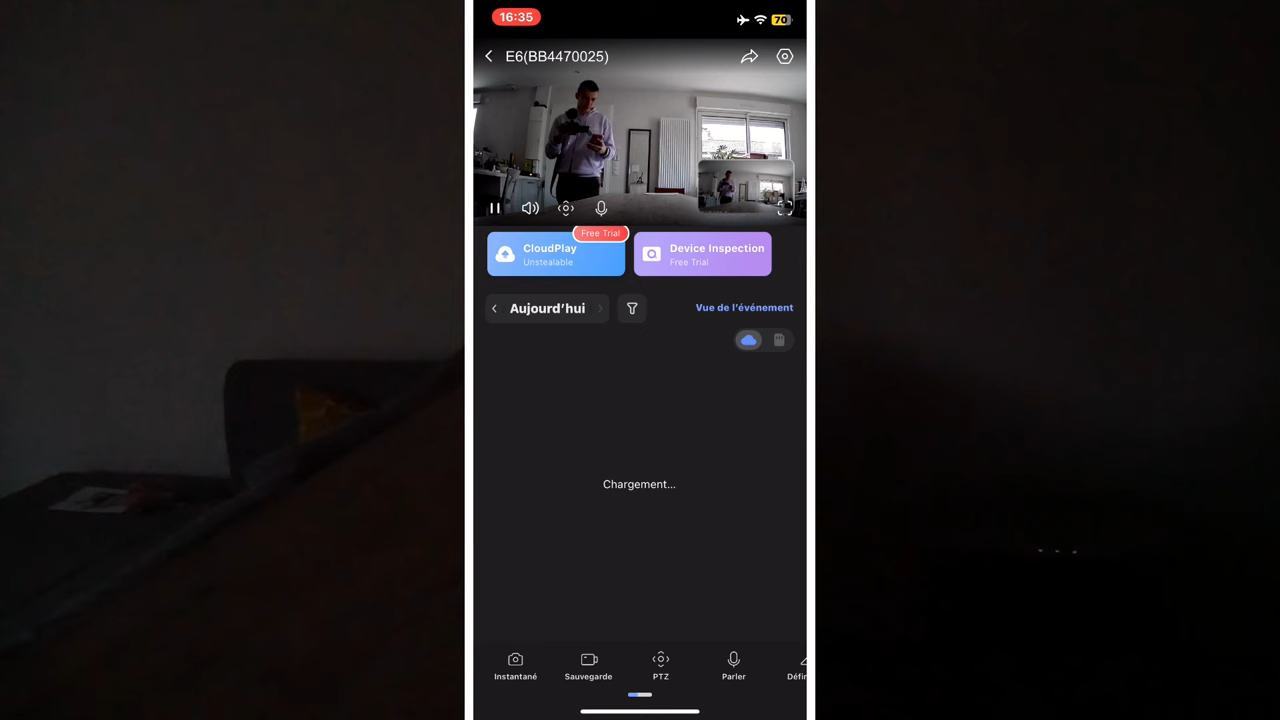 16:35
70
E6(BB4470025)
Free Trial
CloudPlay
Unstealable
Device Inspection
Free Trial
Aujourd'hui
Vue de l'événement
Chargement...
Instantané
Sauvegarde
PTZ
Parler
Défin